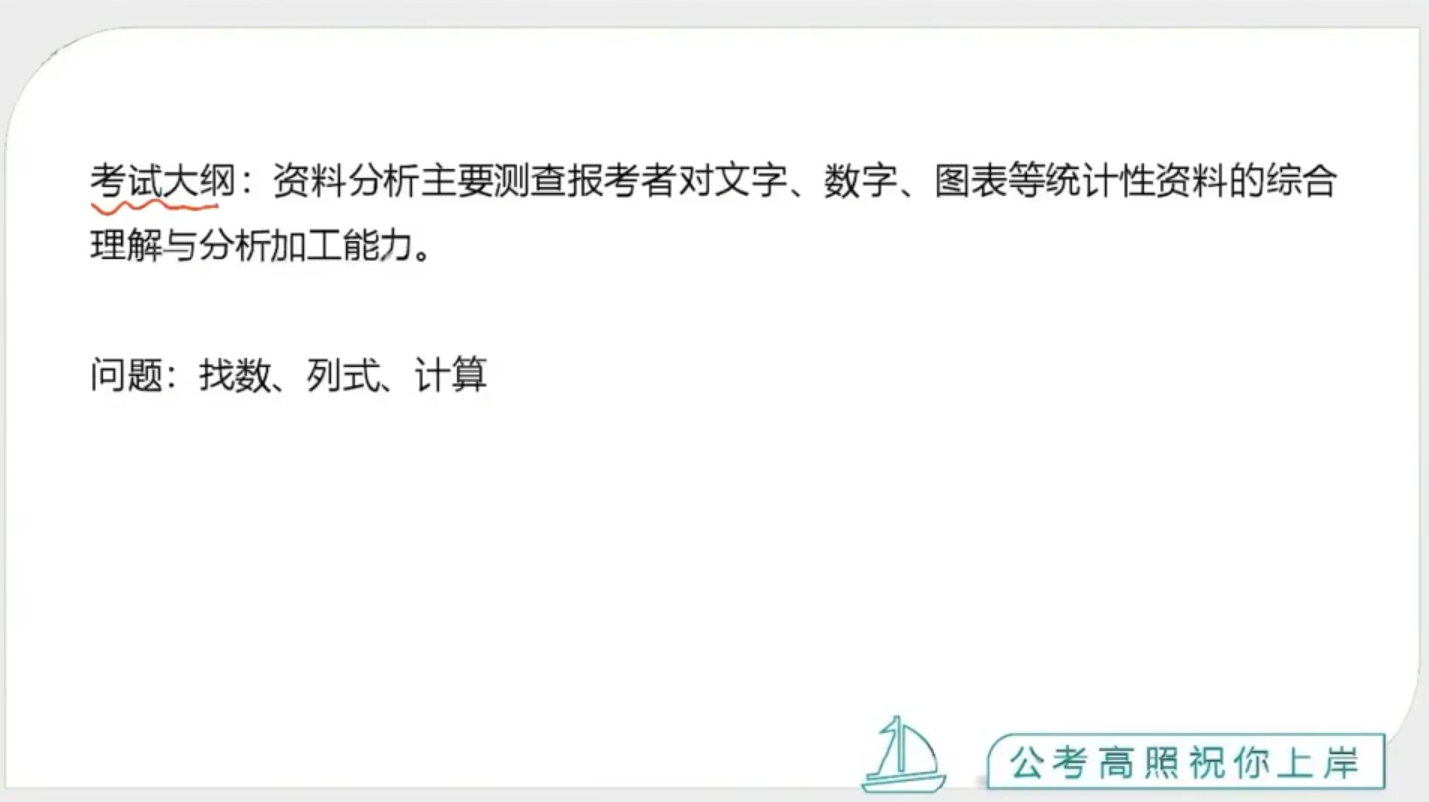 考试大纲：资料分析主要测查报考者对文字、数字、图表等统计性资料的综合
理解与分析加工能力。
问题：找数、列式、计算
公考高照祝你上岸